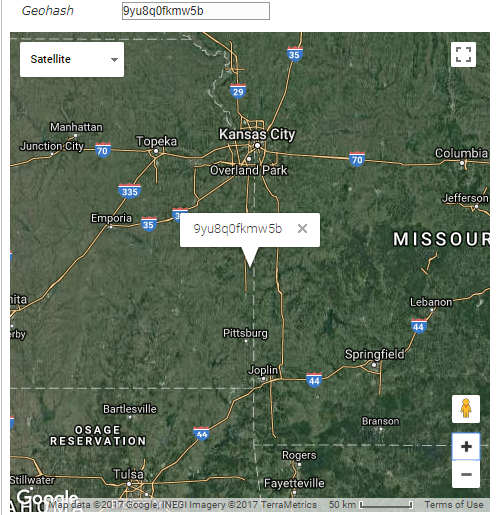 Geohash 9yu8q0fkmw5b
Satellite
35
29
Manhattan
Junction City
70
Topeka
Kansas City
70
Columbia
Overland Park
335
Jefferson
Emporia
35
35
9yu8q0fkmw5b
MISSOUR
ita
Lebanon
erby
44
Pittsburg
Springfield
Joplin
44
Bartlesville
Branson
OSAGE
RESERVATION
44
Rogers
Stillwater
Tulsa
Fayetteville
Google
Map data ©2017 Google, INEGI Imagery ©2017 TerraMetrics 50 km Terms of Use